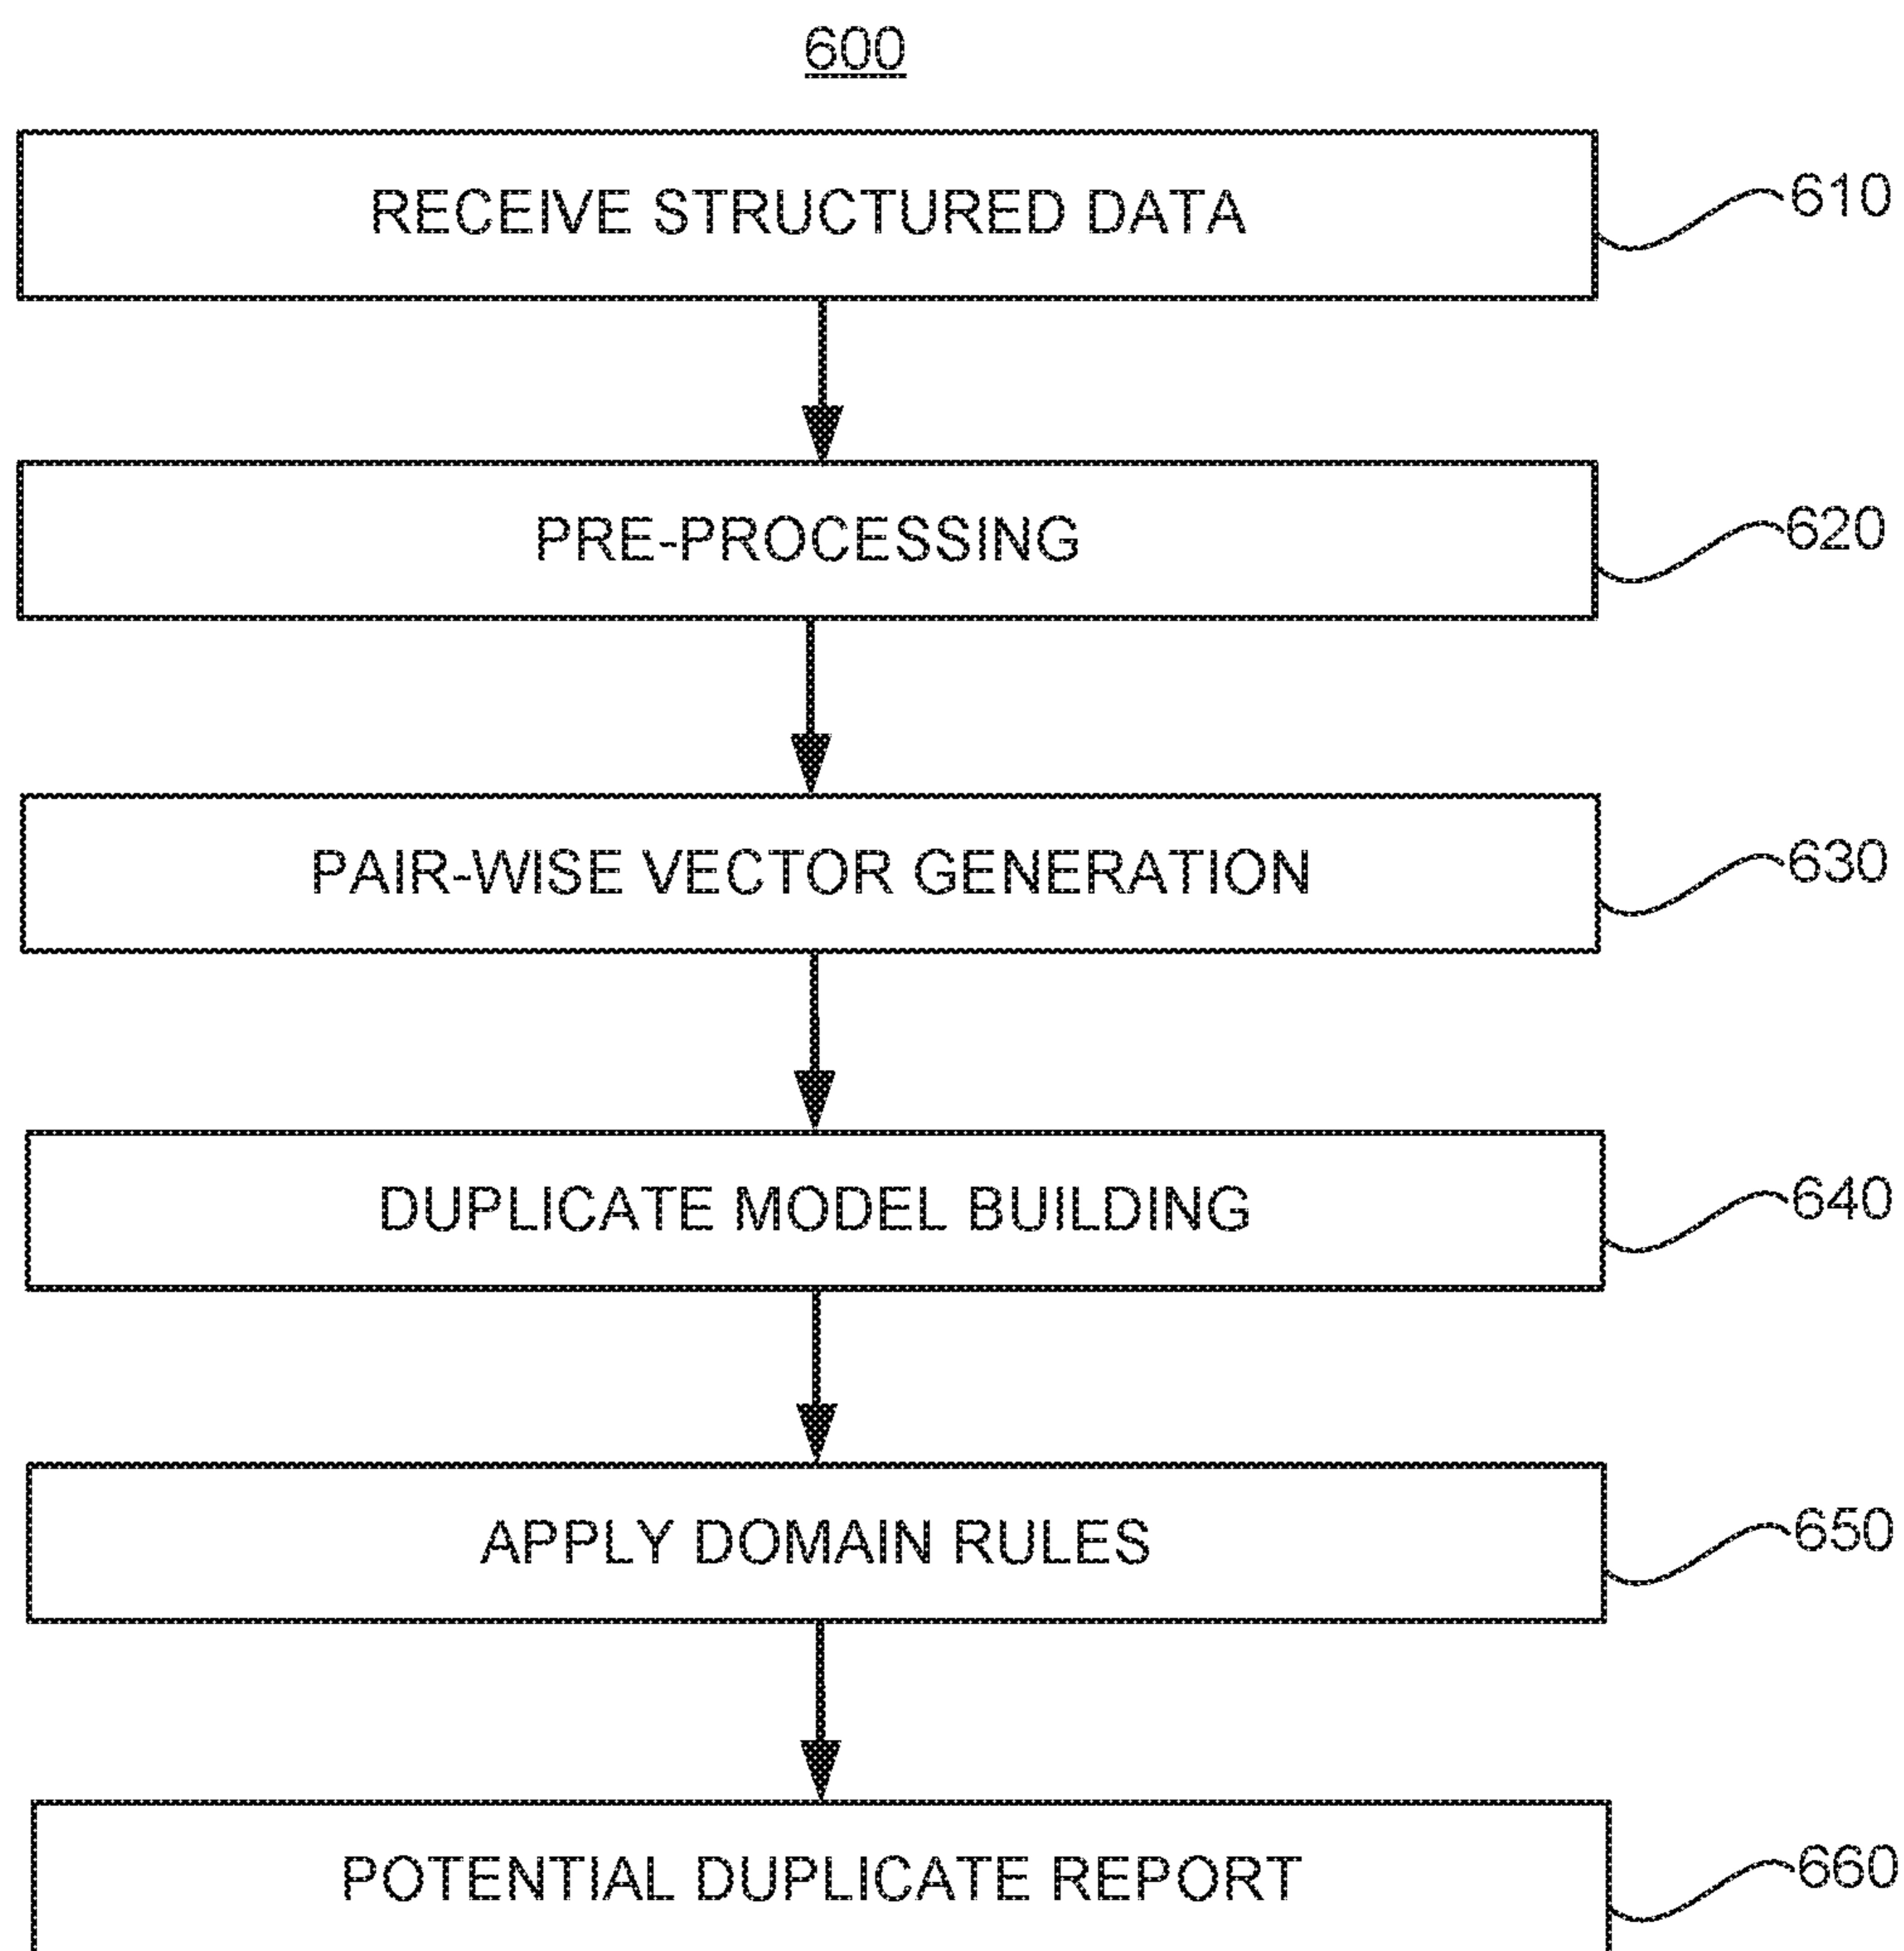 600
RECEIVE STRUCTURED DATA
610
PRE-PROCESSING
620
PAIR-WISE VECTOR GENERATION
630
DUPLICATE MODEL BUILDING
640
APPLY DOMAIN RULES
650
POTENTIAL DUPLICATE REPORT
660